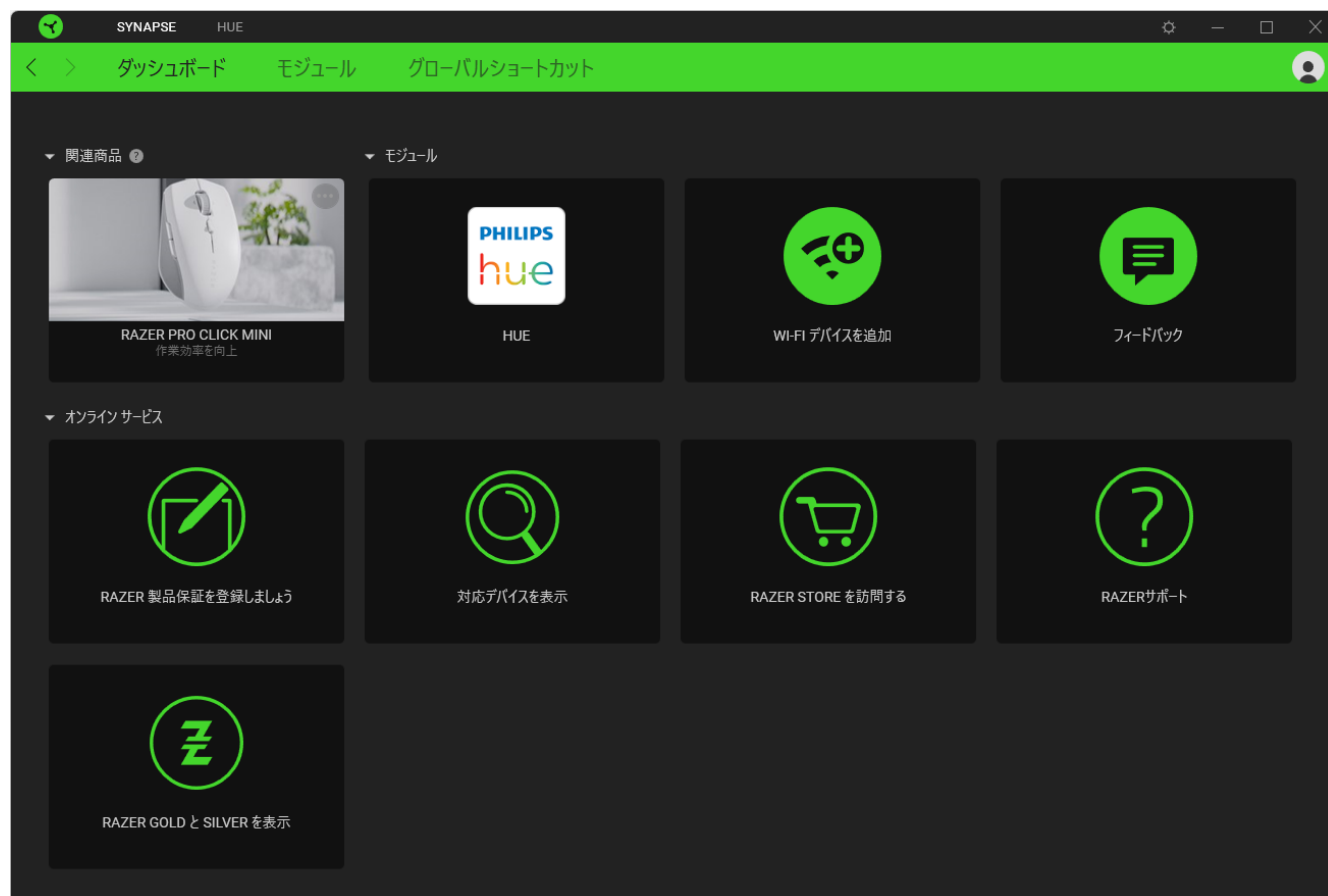 SYNAPSE HUE
ダッシュボード モジュール グローバルショートカット
関連商品 ?
モジュール
RAZER PRO CLICK MINI
作業効率を向上
PHILIPS
hue
HUE
WI-FI デバイスを追加
フィードバック
オンライン サービス
RAZER 製品保証を登録しましょう
対応デバイスを表示
RAZER STORE を訪問する
RAZERサポート
RAZER GOLD と SILVER を表示